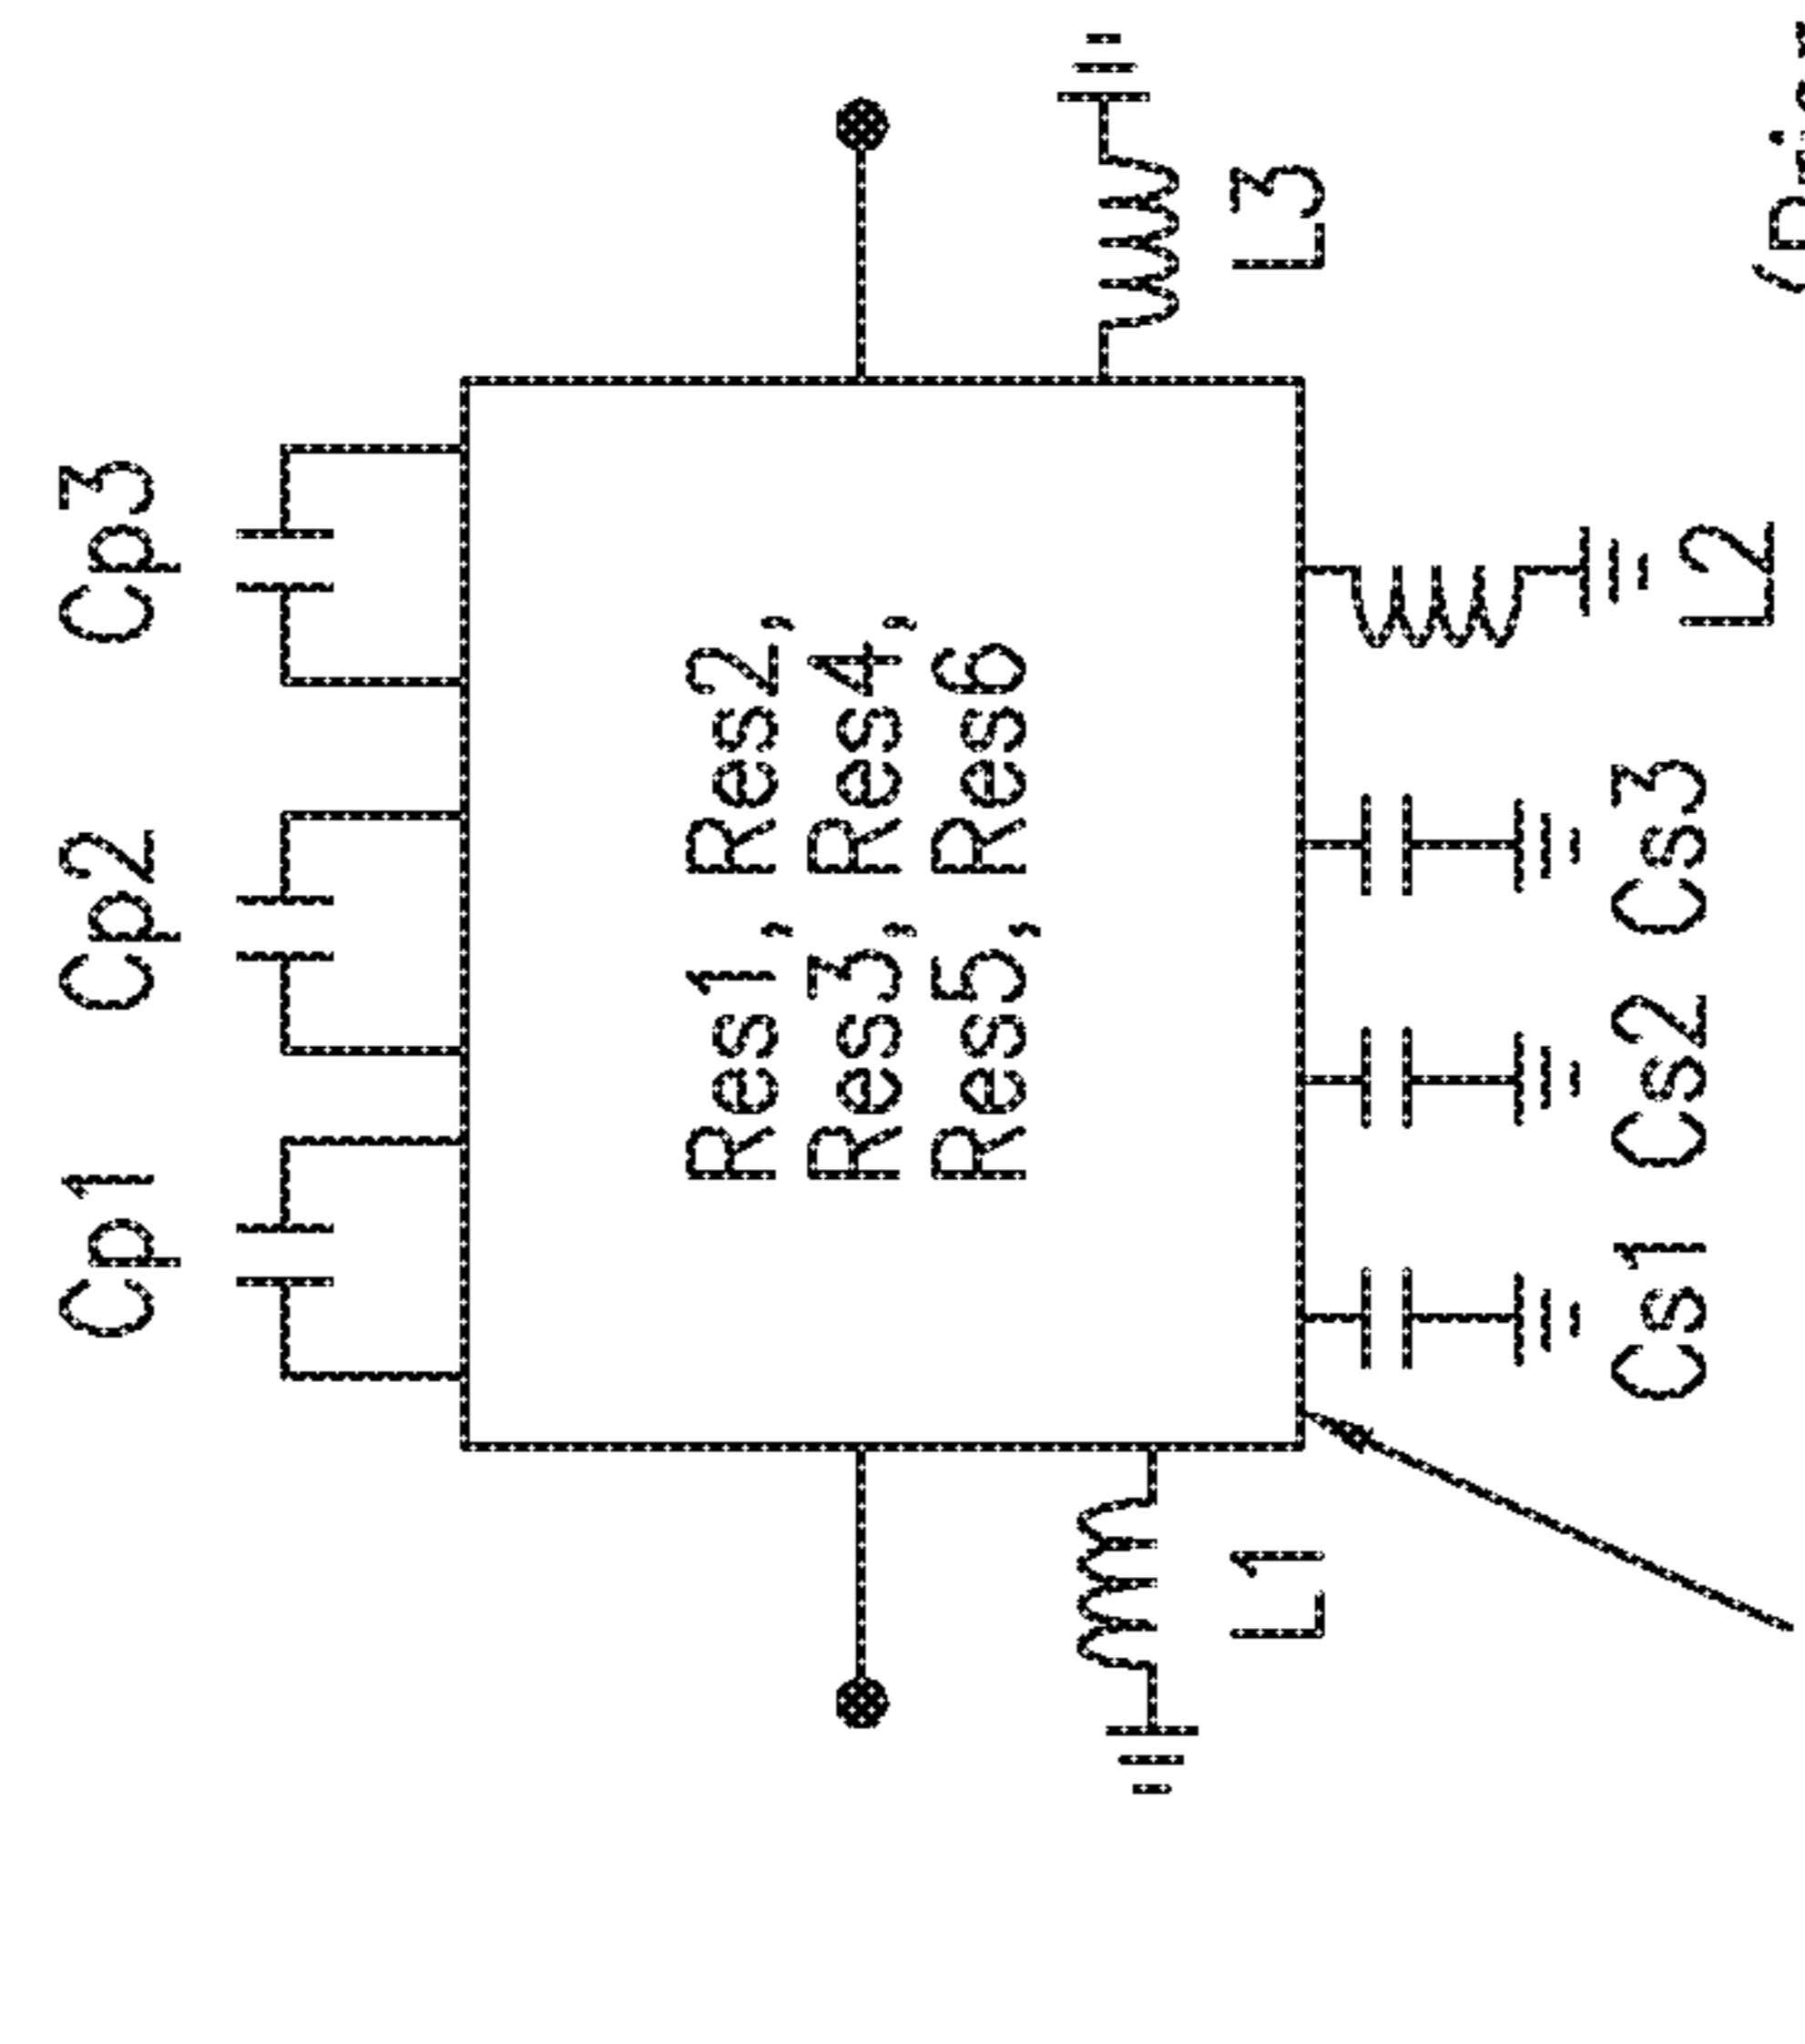 Cp1 Cp2 Cp3
Res1, Res2,
Res3, Res4,
Res5, Res6
L1 L3
Cs1 Cs2 Cs3
L2